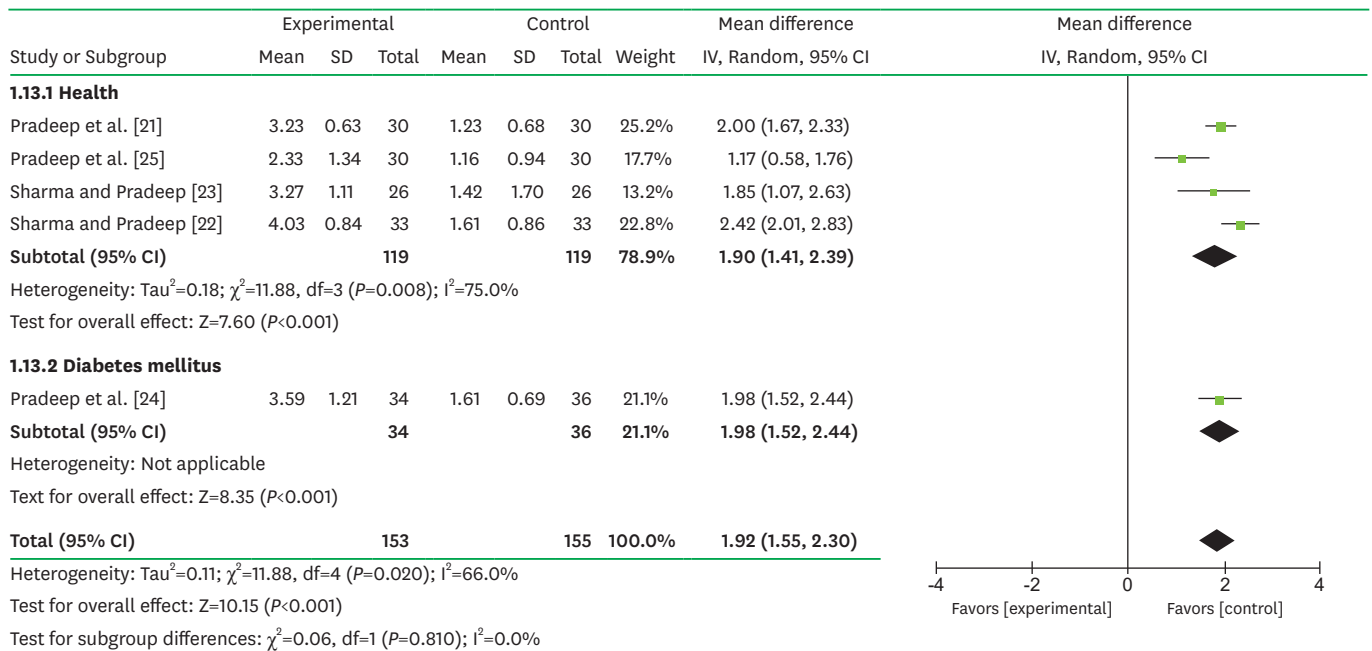 Experimental Control Mean difference Mean difference
Study or Subgroup Mean SD Total Mean SD Total Weight IV, Random, 95% CI IV, Random, 95% CI
1.13.1 Health
Pradeep et al. [21] 3.23 0.63 30 1.23 0.68 30 25.2% 2.00 (1.67, 2.33)
Pradeep et al. [25] 2.33 1.34 30 1.16 0.94 30 17.7% 1.17 (0.58, 1.76)
Sharma and Pradeep [23] 3.27 1.11 26 1.42 1.70 26 13.2% 1.85 (1.07, 2.63)
Sharma and Pradeep [22] 4.03 0.84 33 1.61 0.86 33 22.8% 2.42 (2.01, 2.83)
Subtotal (95% CI) 119 119 78.9% 1.90 (1.41, 2.39)
Heterogeneity: Tau²=0.18; χ²=11.88, df=3 (P=0.008); I²=75.0%
Test for overall effect: Z=7.60 (P<0.001)
1.13.2 Diabetes mellitus
Pradeep et al. [24] 3.59 1.21 34 1.61 0.69 36 21.1% 1.98 (1.52, 2.44)
Subtotal (95% CI) 34 36 21.1% 1.98 (1.52, 2.44)
Heterogeneity: Not applicable
Text for overall effect: Z=8.35 (P<0.001)
Total (95% CI) 153 155 100.0% 1.92 (1.55, 2.30)
Heterogeneity: Tau²=0.11; χ²=11.88, df=4 (P=0.020); I²=66.0%
Test for overall effect: Z=10.15 (P<0.001)
Test for subgroup differences: χ²=0.06, df=1 (P=0.810); I²=0.0%
-4 -2 0 2 4
Favors [experimental] Favors [control]